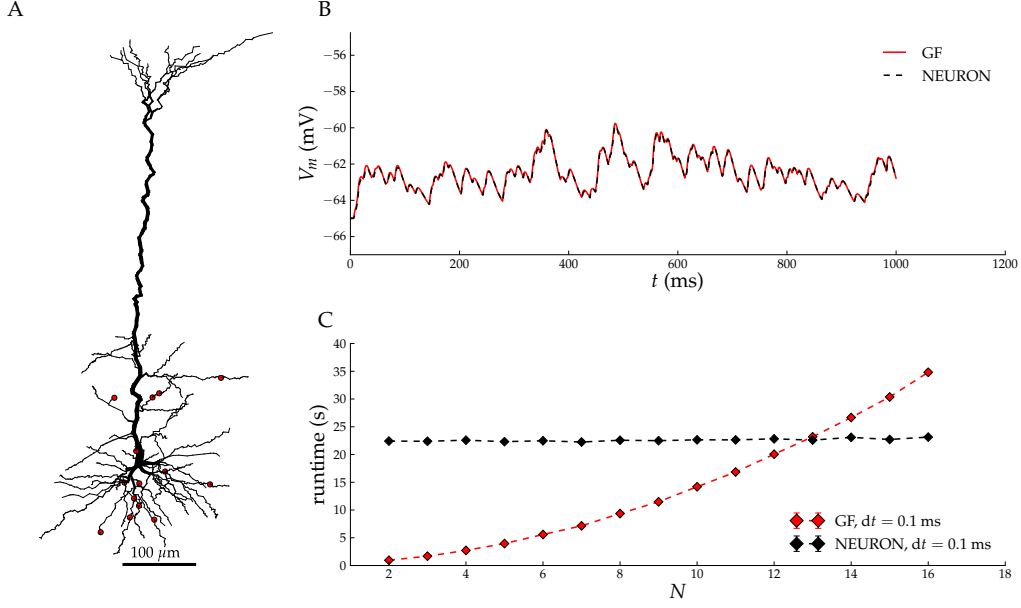 A
100 μm
B
V_m (mV)
−56
−58
−60
−62
−64
−66
0
200
400
600
800
1000
1200
t (ms)
GF
NEURON
C
runtime (s)
40
35
30
25
20
15
10
5
0
2
4
6
8
10
12
14
16
18
N
GF, dt = 0.1 ms
NEURON, dt = 0.1 ms